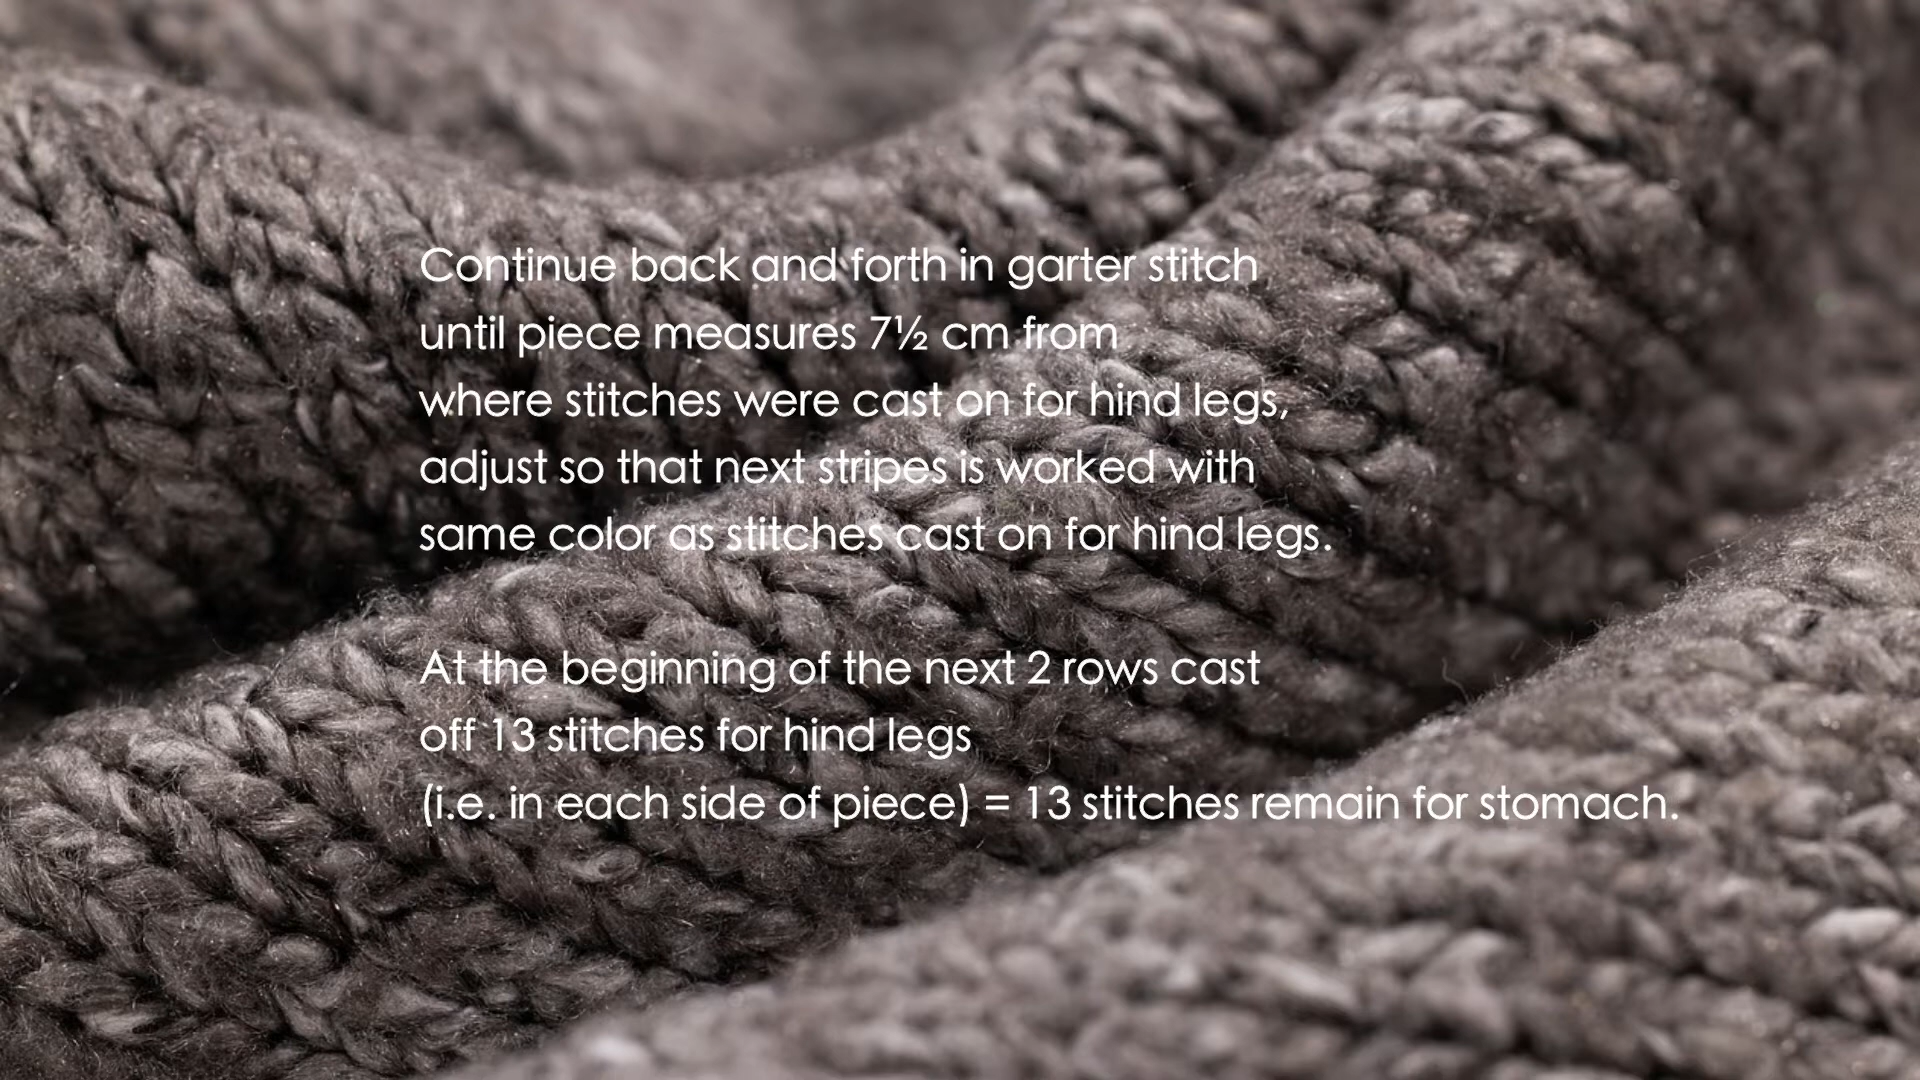 Continue back and forth in garter stitch
until piece measures 7½ cm from
where stitches were cast on for hind legs,
adjust so that next stripes is worked with
same color as stitches cast on for hind legs.
At the beginning of the next 2 rows cast
off 13 stitches for hind legs
(i.e. in each side of piece) = 13 stitches remain for stomach.